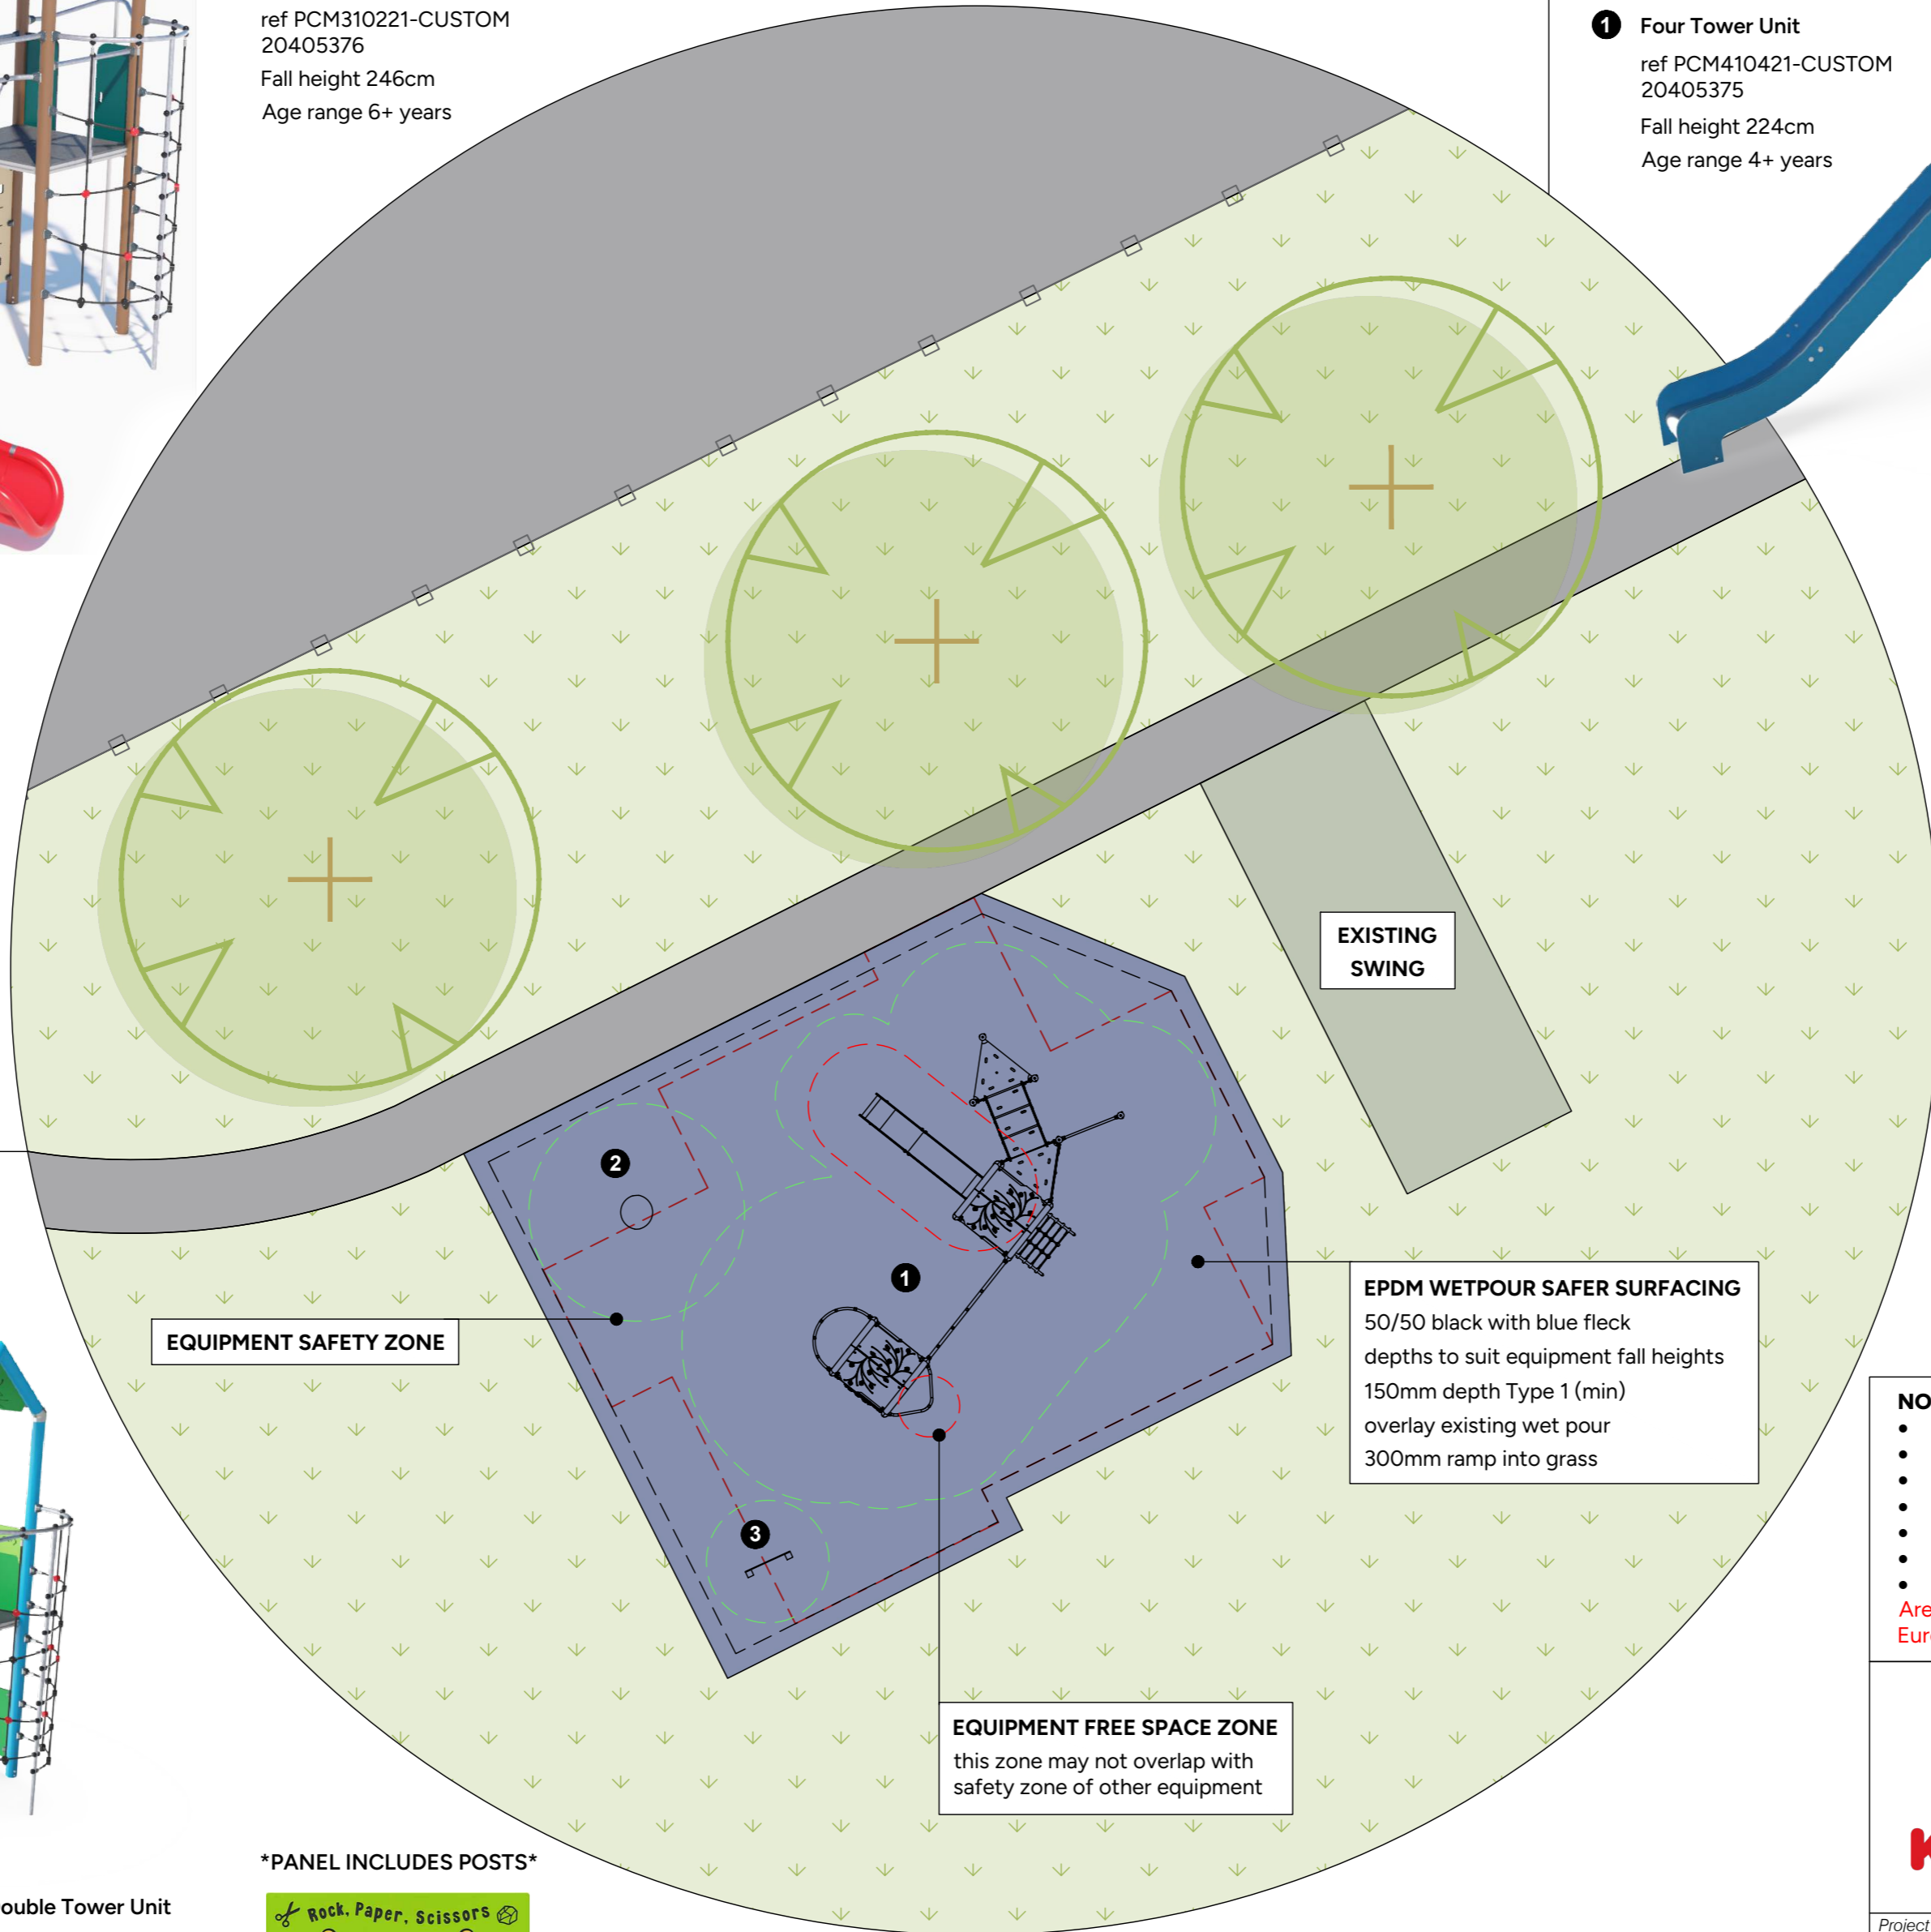 ref PCM310221-CUSTOM
20405376
Fall height 246cm
Age range 6+ years
1 Four Tower Unit
ref PCM410421-CUSTOM
20405375
Fall height 224cm
Age range 4+ years
EXISTING
SWING
2
1
3
EQUIPMENT SAFETY ZONE
EPDM WETPOUR SAFER SURFACING
50/50 black with blue fleck
depths to suit equipment fall heights
150mm depth Type 1 (min)
overlay existing wet pour
300mm ramp into grass
EQUIPMENT FREE SPACE ZONE
this zone may not overlap with
safety zone of other equipment
*PANEL INCLUDES POSTS*
Rock, Paper, Scissors
ouble Tower Unit
NO
Are
Eur
K
Project